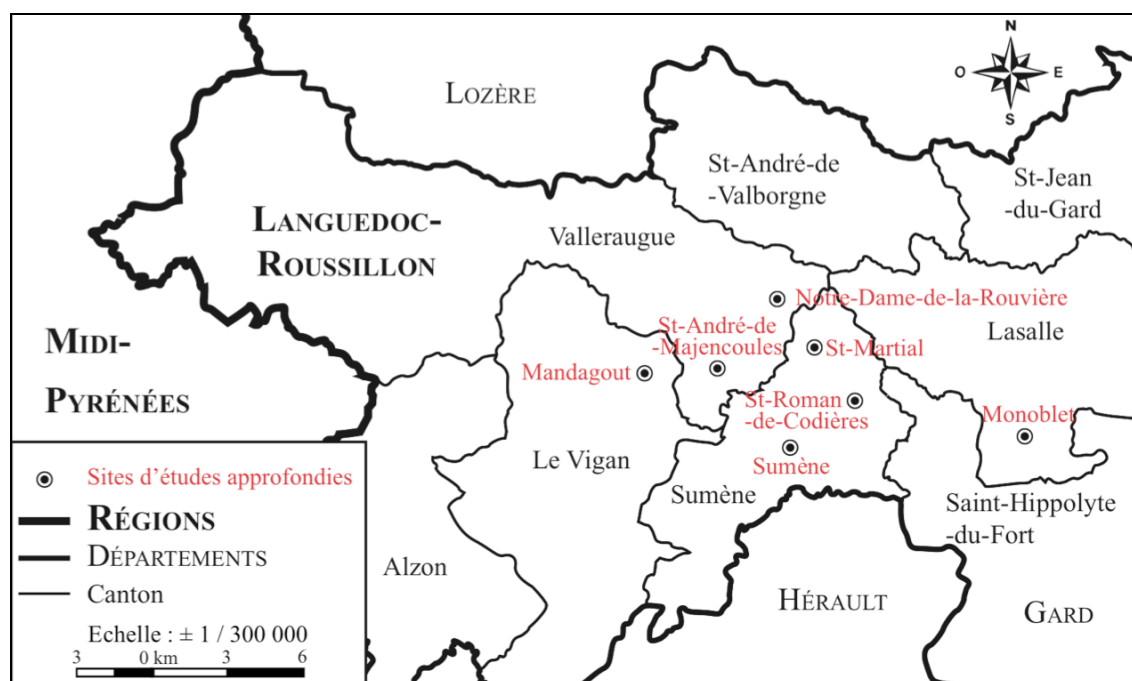 N
O
E
S
LOZÈRE
St-André-de
-Valborgne
St-Jean
-du-Gard
LANGUEDOC-
ROUSSILLON
Valleraugue
Notre-Dame-de-la-Rouvière
St-André-de
-Majencoules
St-Martial
Lasalle
MIDI-
PYRÉNÉES
Mandagout
St-Roman
-de-Codières
Monoblet
Le Vigan
Sumène
Sumène
Saint-Hippolyte
-du-Fort
Alzon
HÉRAULT
GARD
Sites d'études approfondies
RÉGIONS
DÉPARTEMENTS
Canton
Echelle : ± 1 / 300 000
3 0 km 3 6